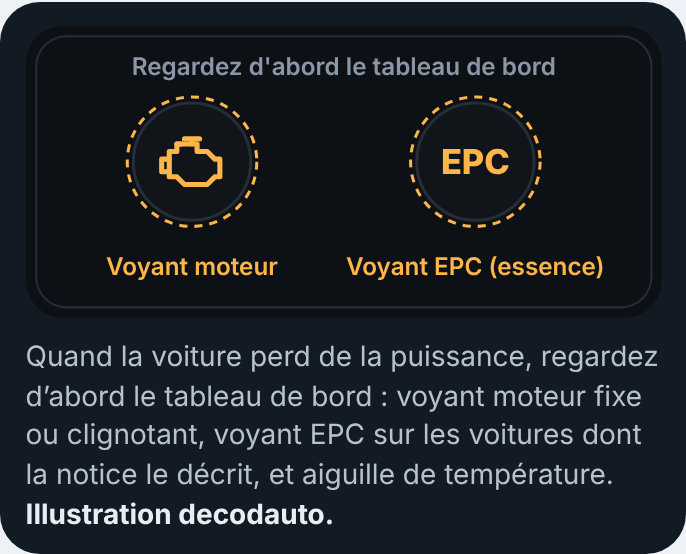 Regardez d'abord le tableau de bord
EPC
Voyant moteur
Voyant EPC (essence)
Quand la voiture perd de la puissance, regardez
d’abord le tableau de bord : voyant moteur fixe
ou clignotant, voyant EPC sur les voitures dont
la notice le décrit, et aiguille de température.
Illustration decodauto.